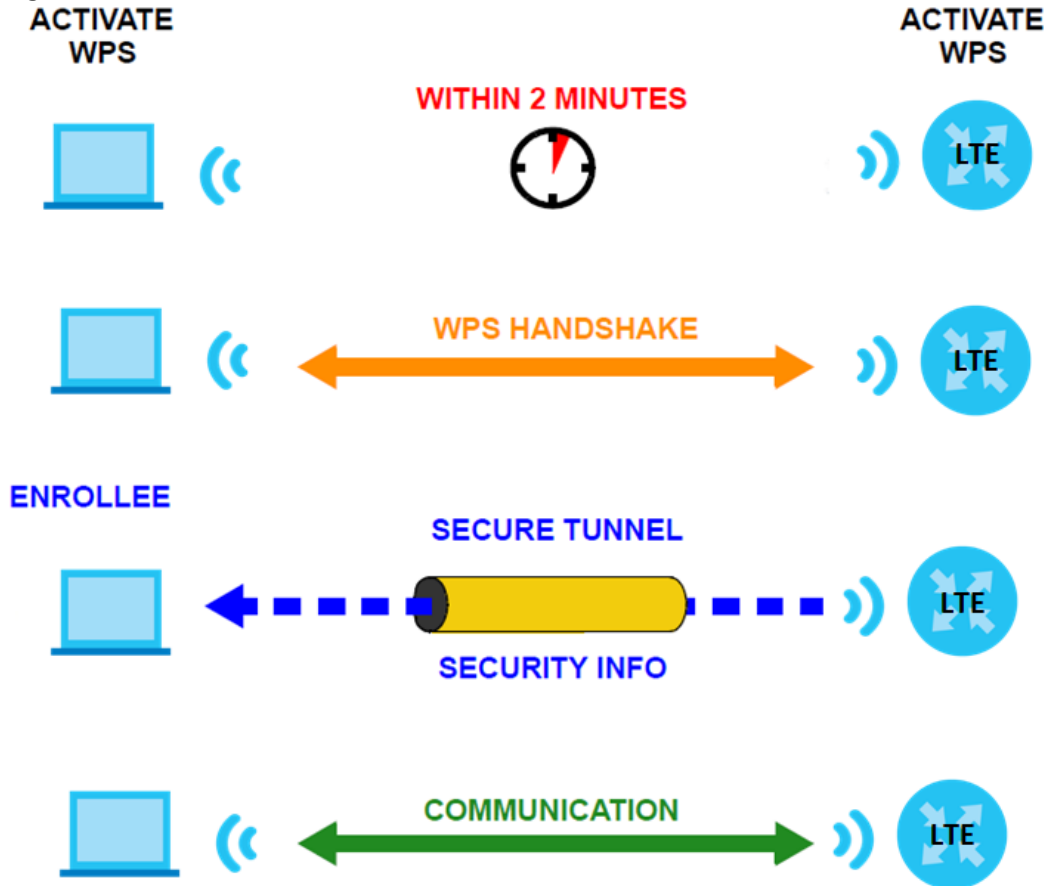 ACTIVATE
WPS
ACTIVATE
WPS
WITHIN 2 MINUTES
LTE
WPS HANDSHAKE
LTE
ENROLLEE
SECURE TUNNEL
LTE
SECURITY INFO
COMMUNICATION
LTE